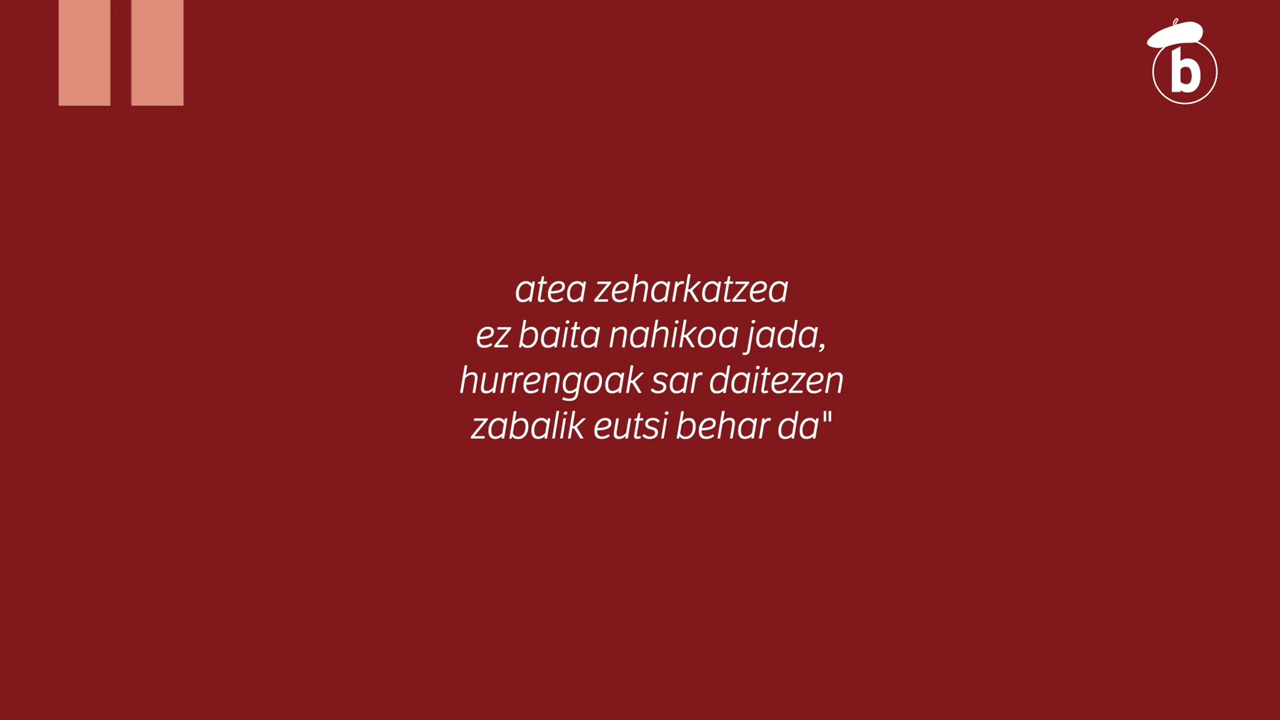 b
atea zeharkatzea
ez baita nahikoa jada,
hurrengoak sar daitezen
zabalik eutsi behar da"